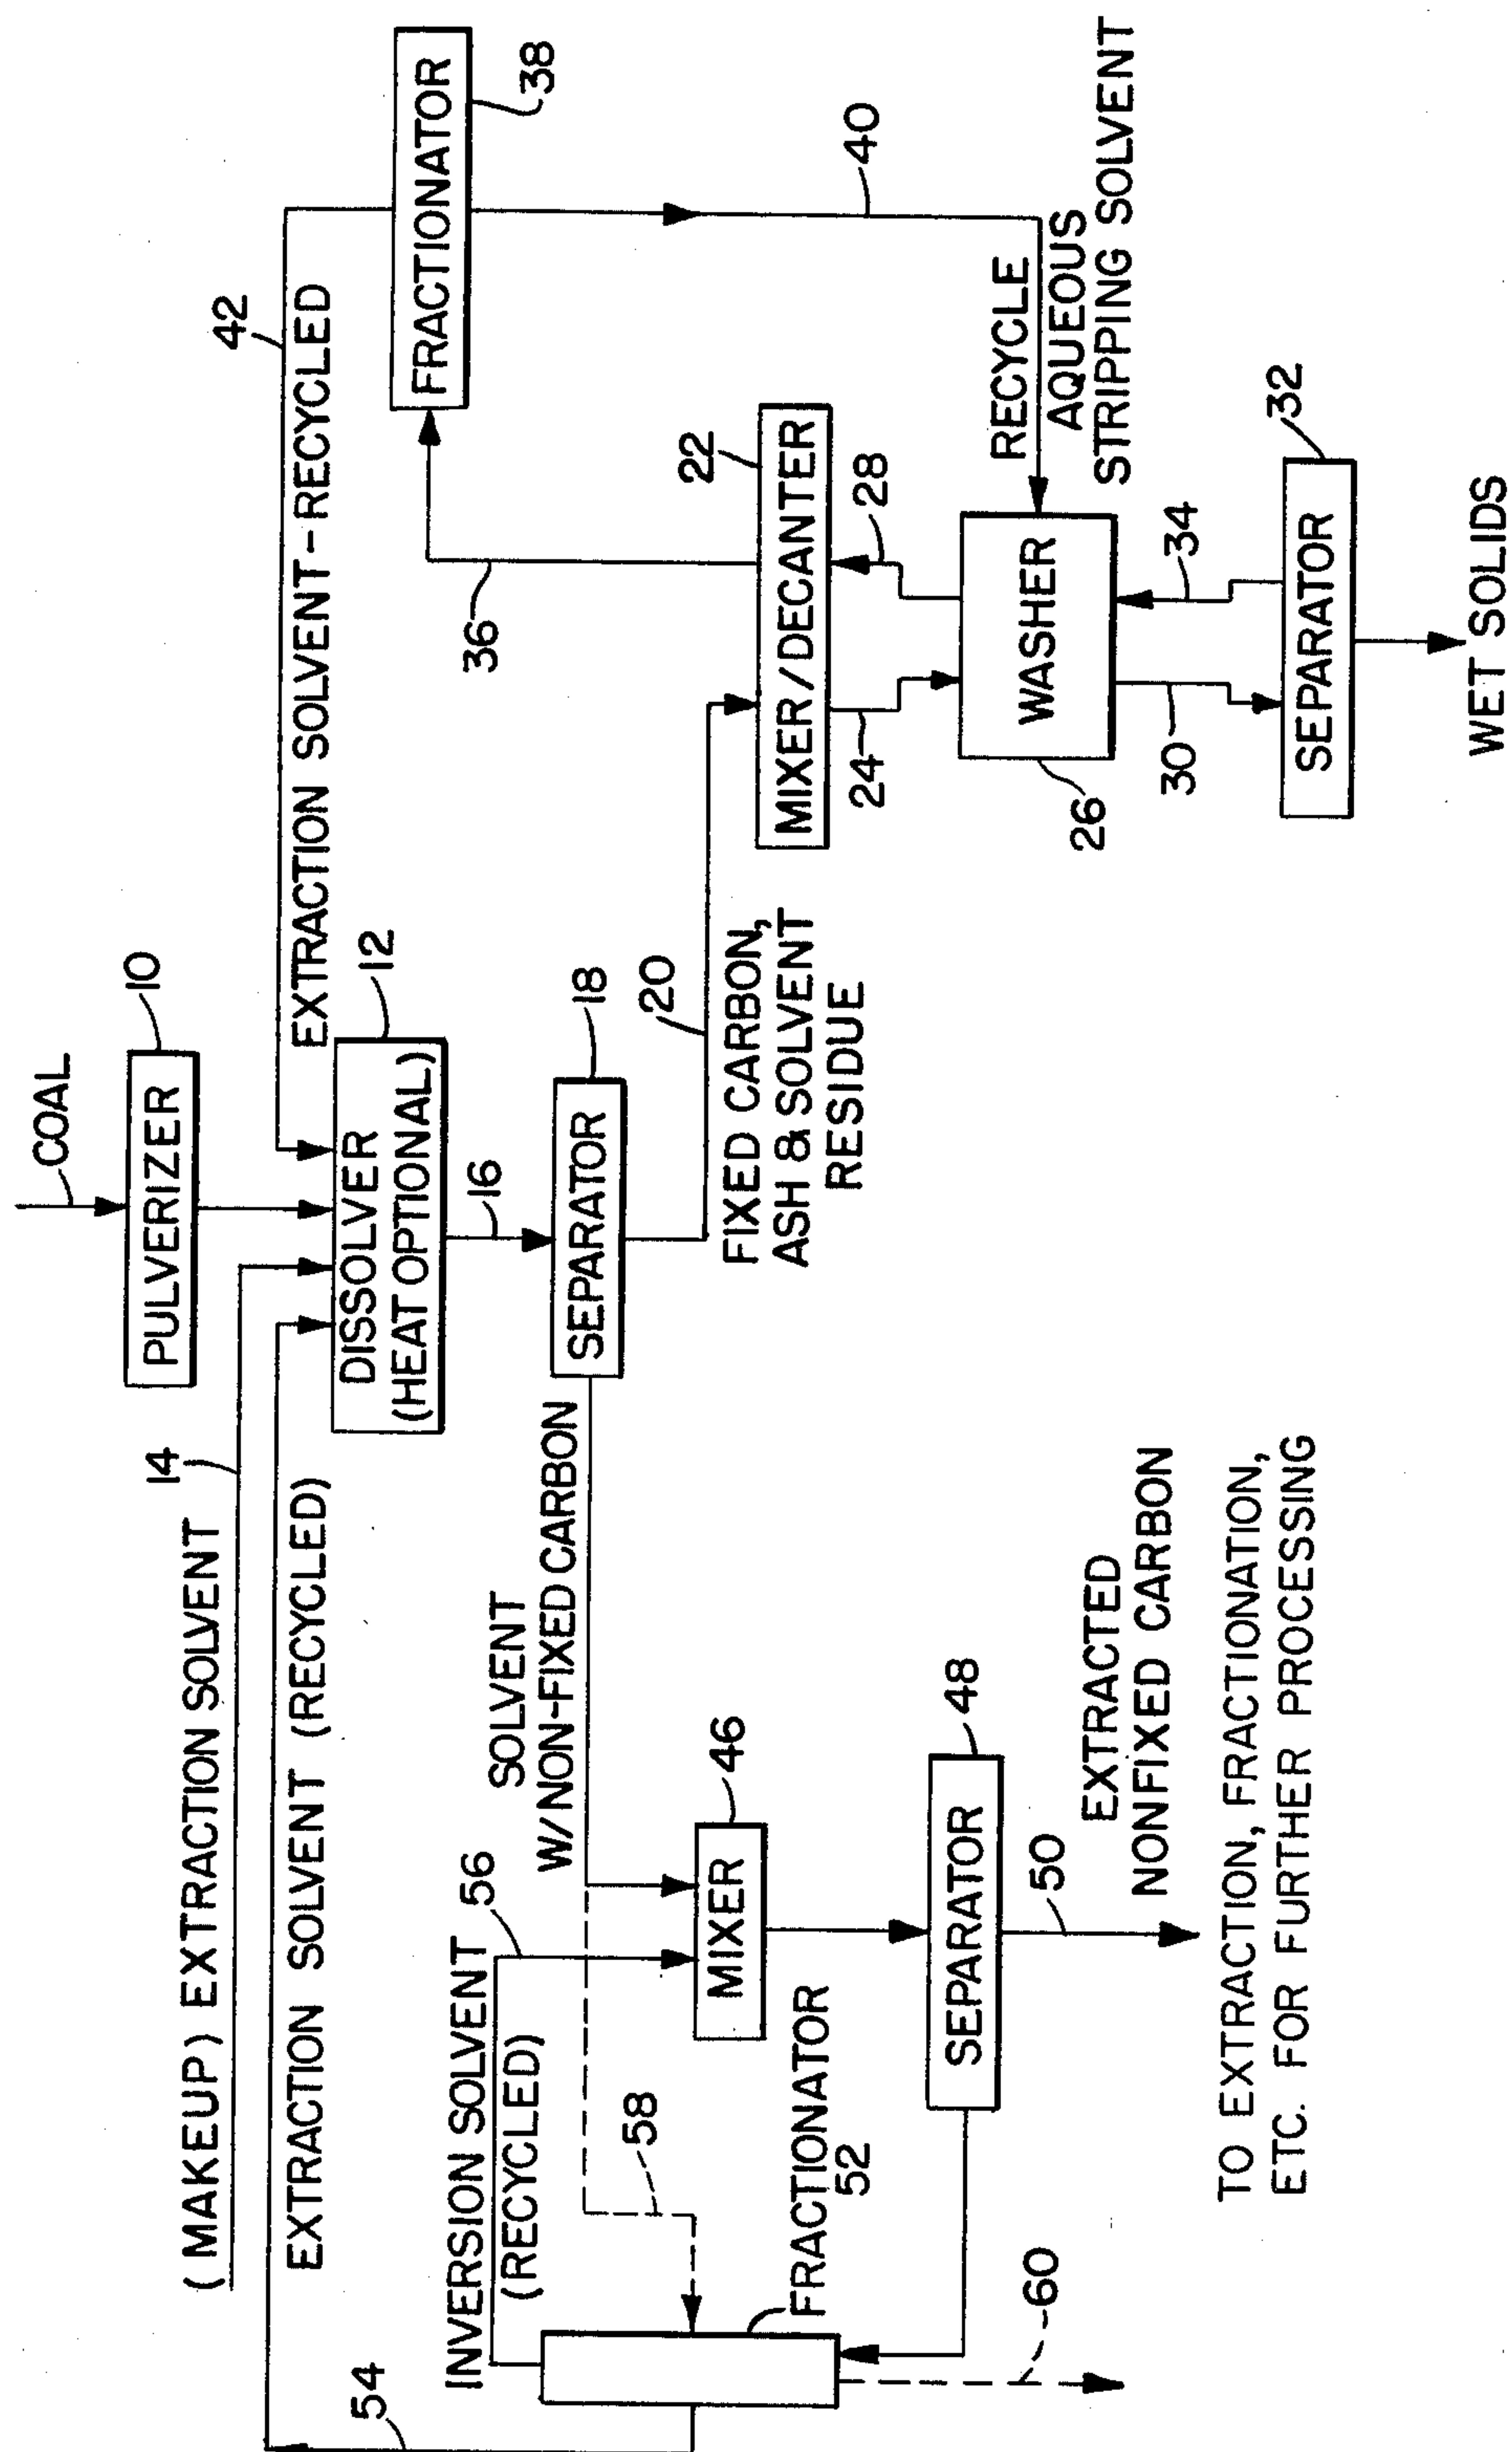 COAL
10
PULVERIZER
14
(MAKEUP) EXTRACTION SOLVENT
EXTRACTION SOLVENT (RECYCLED)
42
EXTRACTION SOLVENT-RECYCLED
12
DISSOLVER
(HEAT OPTIONAL)
16
18
SEPARATOR
FRACTIONATOR
38
36
40
20
FIXED CARBON,
ASH & SOLVENT
RESIDUE
22
MIXER/DECANTER
24
28
RECYCLE
AQUEOUS
STRIPPING SOLVENT
WASHER
26
30
34
32
SEPARATOR
WET SOLIDS
SOLVENT
W/NON-FIXED CARBON
54
INVERSION SOLVENT
(RECYCLED)
56
46
MIXER
58
FRACTIONATOR
52
48
SEPARATOR
50
EXTRACTED
NONFIXED CARBON
60
TO EXTRACTION, FRACTIONATION,
ETC. FOR FURTHER PROCESSING